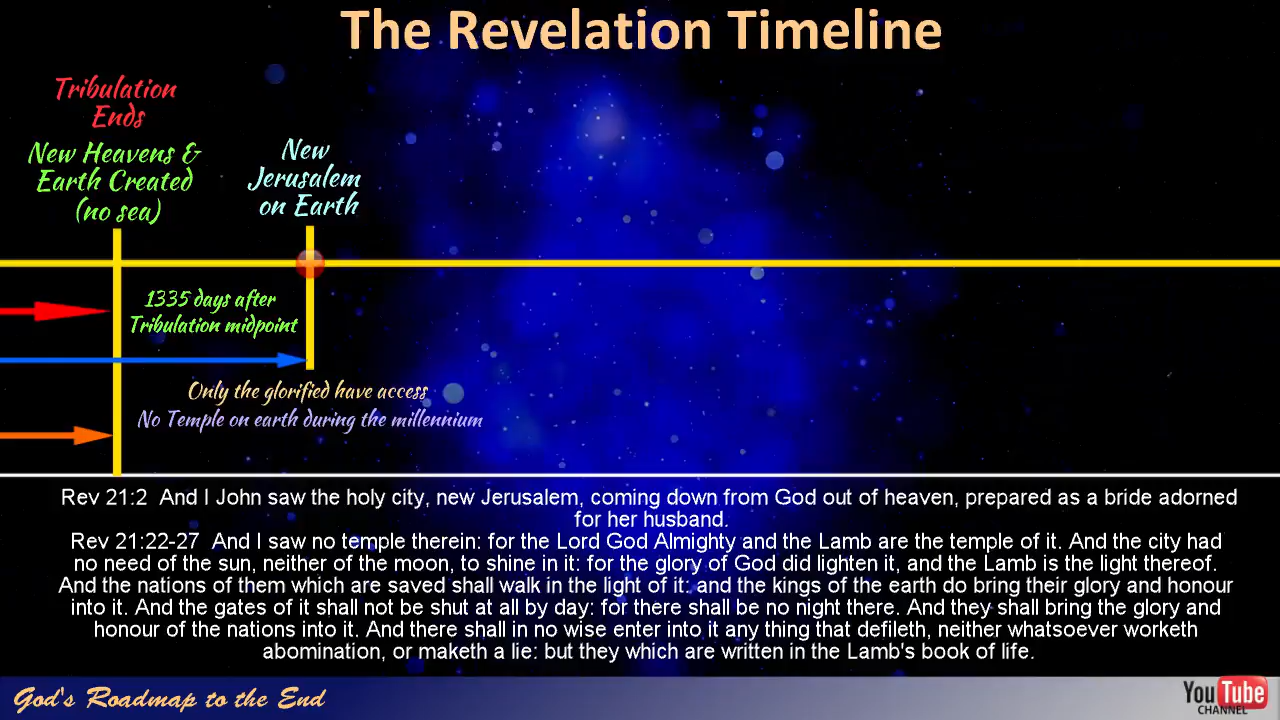 The Revelation Timeline
Tribulation
Ends
New Heavens &
Earth Created
(no sea)
New
Jerusalem
on Earth
1335 days after
Tribulation midpoint
Only the glorified have access
No Temple on earth during the millennium
Rev 21:2  And I John saw the holy city, new Jerusalem, coming down from God out of heaven, prepared as a bride adorned
for her husband.
Rev 21:22-27  And I saw no temple therein: for the Lord God Almighty and the Lamb are the temple of it. And the city had
no need of the sun, neither of the moon, to shine in it: for the glory of God did lighten it, and the Lamb is the light thereof.
And the nations of them which are saved shall walk in the light of it: and the kings of the earth do bring their glory and honour
into it. And the gates of it shall not be shut at all by day: for there shall be no night there. And they shall bring the glory and
honour of the nations into it. And there shall in no wise enter into it any thing that defileth, neither whatsoever worketh
abomination, or maketh a lie: but they which are written in the Lamb's book of life.
God's Roadmap to the End
YouTube
CHANNEL